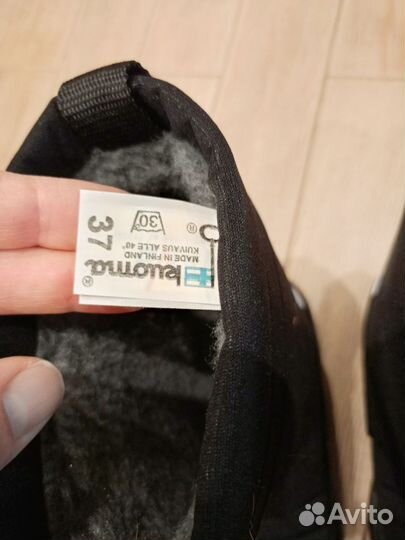 kuoma®
MADE IN FINLAND
KUIVAUS ALLE 40°
®
37
30°
Avito